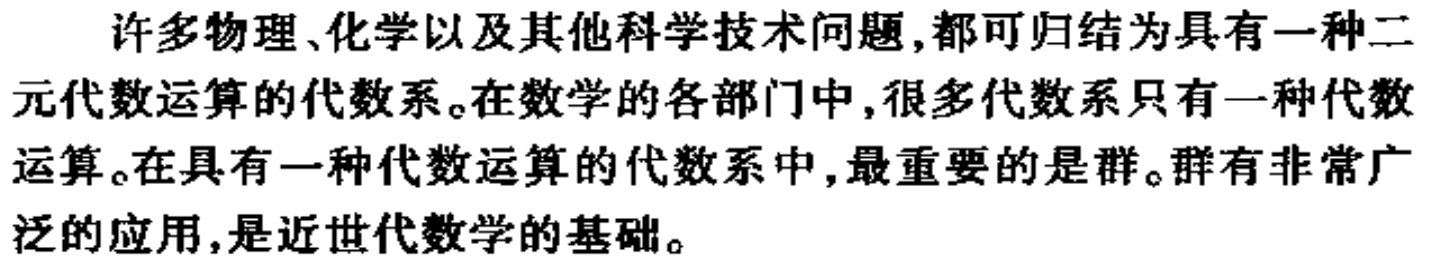 许多物理、化学以及其他科学技术问题,都可归结为具有一种二
元代数运算的代数系。在数学的各部门中,很多代数系只有一种代数
运算。在具有一种代数运算的代数系中,最重要的是群。群有非常广
泛的应用,是近世代数学的基础。